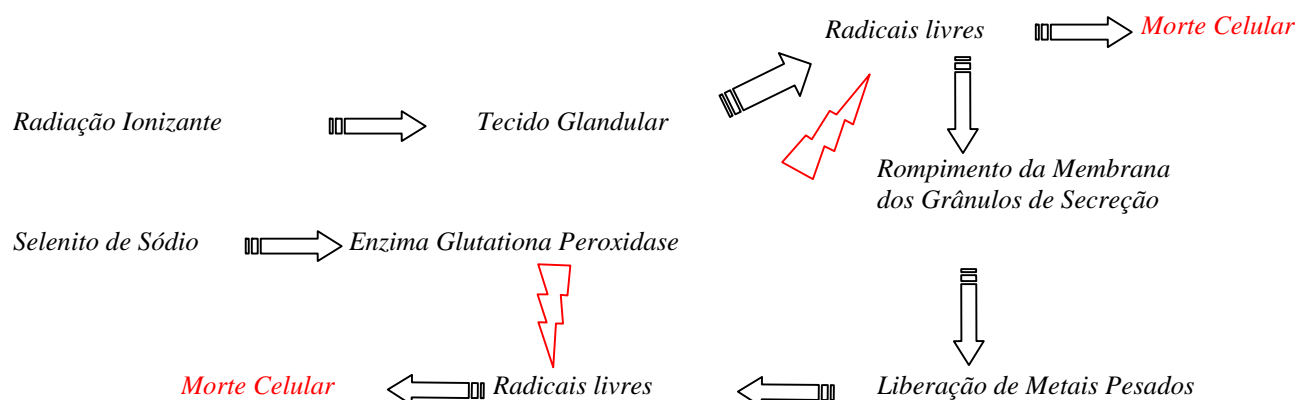 Radicais livres
Morte Celular
Radiação Ionizante
Tecido Glandular
Rompimento da Membrana
dos Grânulos de Secreção
Selenito de Sódio
Enzima Glutationa Peroxidase
Morte Celular
Radicais livres
Liberação de Metais Pesados